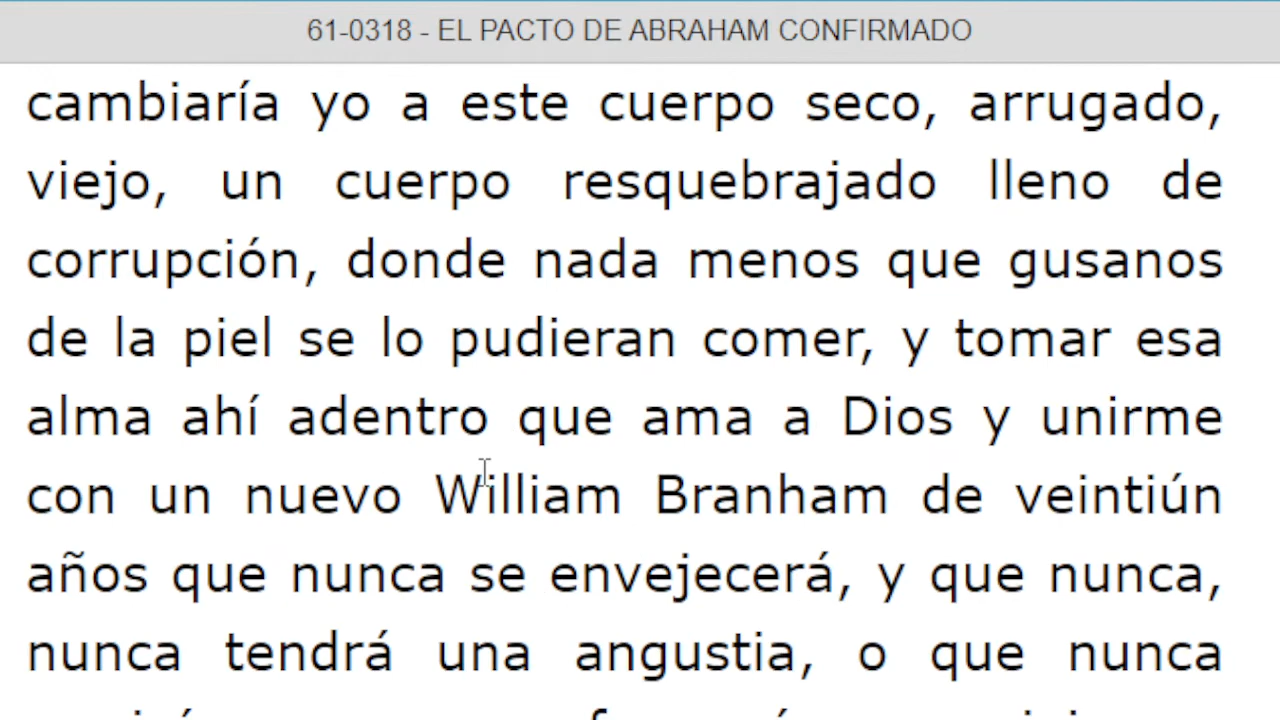 61-0318 - EL PACTO DE ABRAHAM CONFIRMADO
cambiaría yo a este cuerpo seco, arrugado,
viejo, un cuerpo resquebrajado lleno de
corrupción, donde nada menos que gusanos
de la piel se lo pudieran comer, y tomar esa
alma ahí adentro que ama a Dios y unirme
con un nuevo William Branham de veintiún
años que nunca se envejecerá, y que nunca,
nunca tendrá una angustia, o que nunca